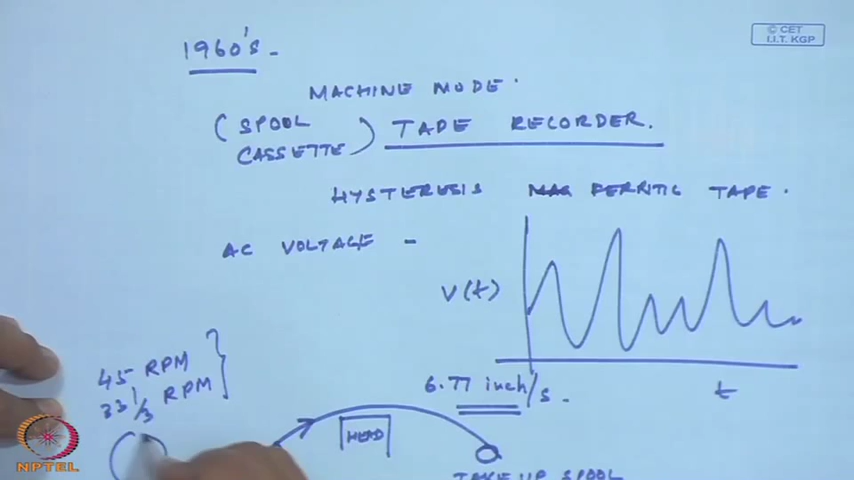 © CET
I.I.T. KGP
1960's -
MACHINE MODE.
(SPOOL
CASSETTE) TAPE RECORDER.
HYSTERESIS FERRITIC TAPE.
AC VOLTAGE -
V(t)
45 RPM
33 1/3 RPM }
6.77 inch/s.
t
HEAD
TAKE UP SPOOL
NPTEL